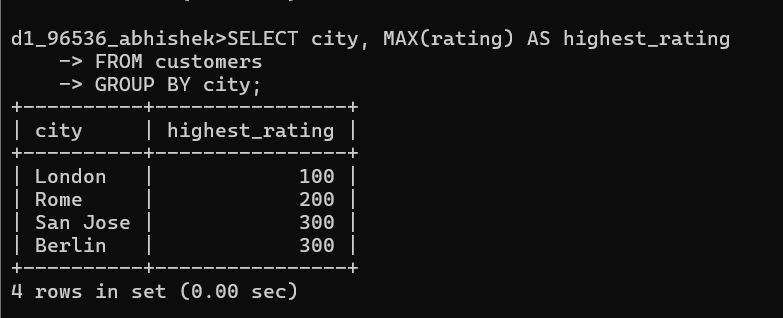 d1_96536_abhishek>SELECT city, MAX(rating) AS highest_rating
    -> FROM customers
    -> GROUP BY city;
+----------+----------------+
| city     | highest_rating |
+----------+----------------+
| London   |            100 |
| Rome     |            200 |
| San Jose |            300 |
| Berlin   |            300 |
+----------+----------------+
4 rows in set (0.00 sec)